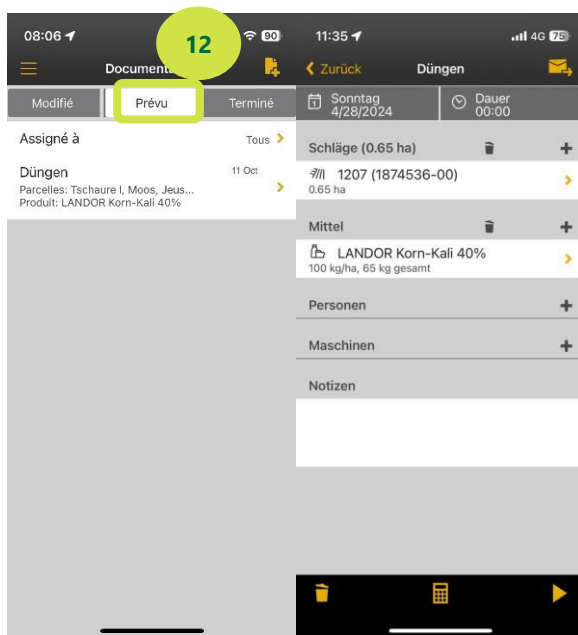 08:06
90
12
Document
Modifié
Prévu
Terminé
Assigné à
Tous
Düngen
11 Oct
Parcelles: Tschaure I, Moos, Jeus...
Produit: LANDOR Korn-Kali 40%
11:35
4G 75
Zurück
Düngen
Sonntag
4/28/2024
Dauer
00:00
Schläge (0.65 ha)
1207 (1874536-00)
0.65 ha
Mittel
LANDOR Korn-Kali 40%
100 kg/ha, 65 kg gesamt
Personen
Maschinen
Notizen